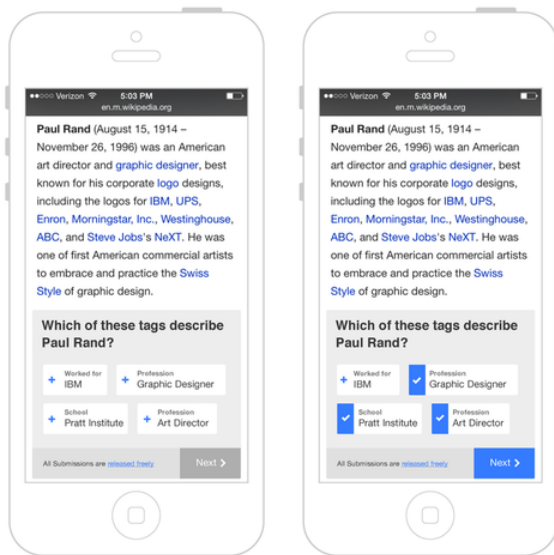 Verizon 5:03 PM
en.m.wikipedia.org
Paul Rand (August 15, 1914 –
November 26, 1996) was an American
art director and graphic designer, best
known for his corporate logo designs,
including the logos for IBM, UPS,
Enron, Morningstar, Inc., Westinghouse,
ABC, and Steve Jobs's NeXT. He was
one of first American commercial artists
to embrace and practice the Swiss
Style of graphic design.
Which of these tags describe
Paul Rand?
Worked for
IBM
Profession
Graphic Designer
School
Pratt Institute
Profession
Art Director
All Submissions are released freely
Next
Verizon 5:03 PM
en.m.wikipedia.org
Paul Rand (August 15, 1914 –
November 26, 1996) was an American
art director and graphic designer, best
known for his corporate logo designs,
including the logos for IBM, UPS,
Enron, Morningstar, Inc., Westinghouse,
ABC, and Steve Jobs's NeXT. He was
one of first American commercial artists
to embrace and practice the Swiss
Style of graphic design.
Which of these tags describe
Paul Rand?
Worked for
IBM
Profession
Graphic Designer
School
Pratt Institute
Profession
Art Director
All Submissions are released freely
Next